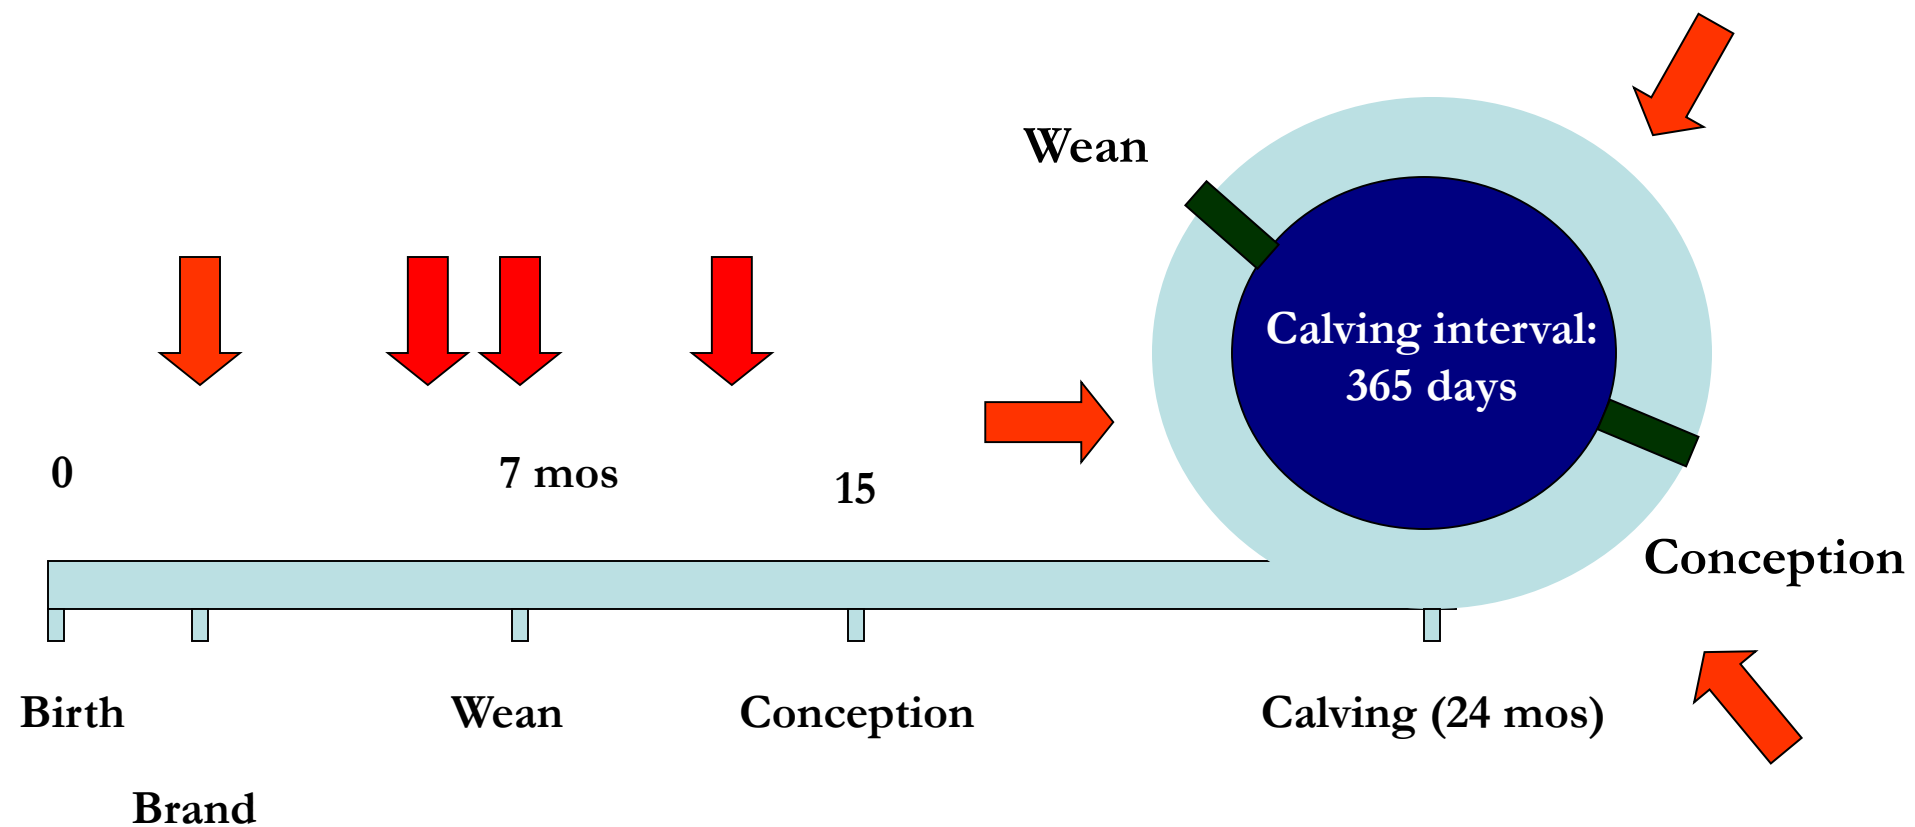 Wean
Calving interval:
365 days
0
7 mos
15
Conception
Birth
Wean
Conception
Calving (24 mos)
Brand